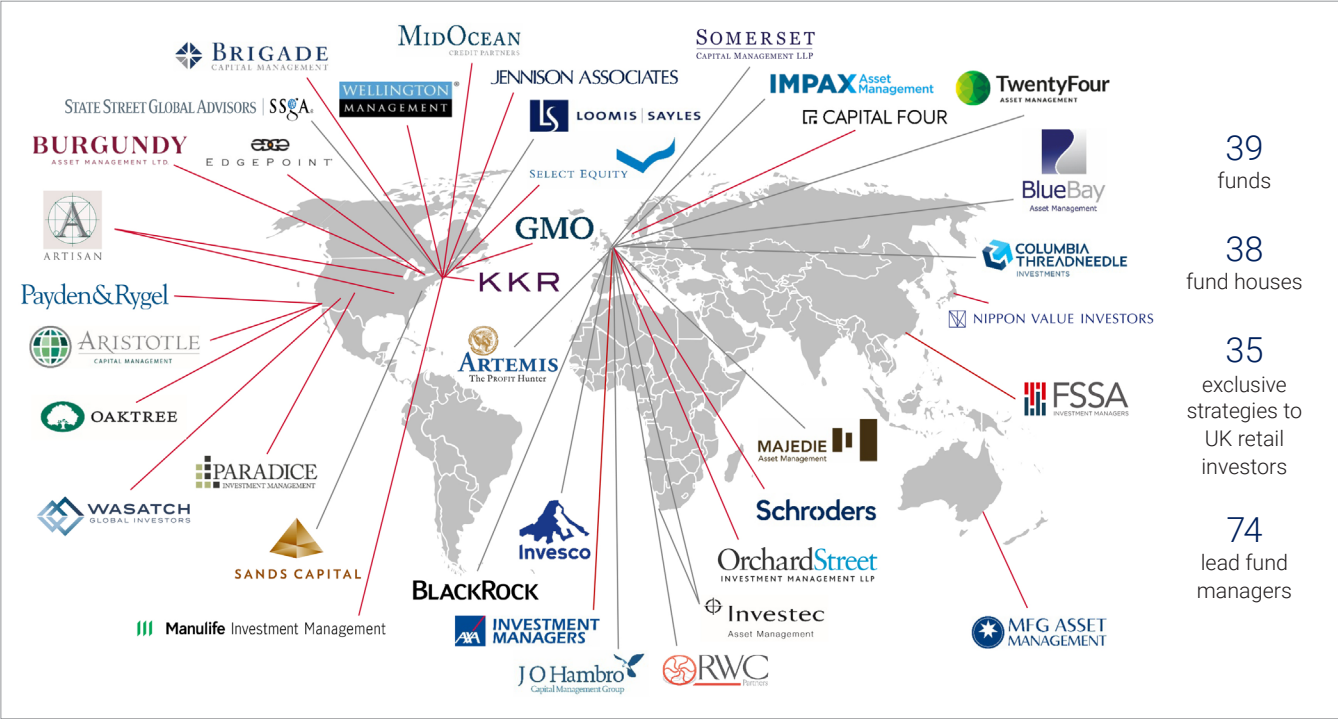 BRIGADE
CAPITAL MANAGEMENT
MIDOCEAN
CREDIT PARTNERS
SOMERSET
CAPITAL MANAGEMENT LLP
STATE STREET GLOBAL ADVISORS | SSgA.
WELLINGTON
MANAGEMENT®
JENNISON ASSOCIATES
LS LOOMIS | SAYLES
IMPAX Asset
Management
CAPITAL FOUR
TwentyFour
ASSET MANAGEMENT
BURGUNDY
ASSET MANAGEMENT LTD.
EDGE
EDGEPOINT
SELECT EQUITY
BlueBay
Asset Management
A
ARTISAN
GMO
KKR
COLUMBIA
THREADNEEDLE
INVESTMENTS
Payden&Rygel
NIPPON VALUE INVESTORS
ARISTOTLE
CAPITAL MANAGEMENT
ARTEMIS
The PROFIT Hunter
OAKTREE
FSSA
INVESTMENT MANAGERS
PARADICE
INVESTMENT MANAGEMENT
MAJEDIE
Asset Management
WASATCH
GLOBAL INVESTORS
Invesco
Schroders
SANDS CAPITAL
OrchardStreet
INVESTMENT MANAGEMENT LLP
BLACKROCK
Investec
Asset Management
Manulife Investment Management
AXA INVESTMENT
MANAGERS
MFG ASSET
MANAGEMENT
J O Hambro
Capital Management Group
RWC
Partners
39
funds
38
fund houses
35
exclusive
strategies to
UK retail
investors
74
lead fund
managers